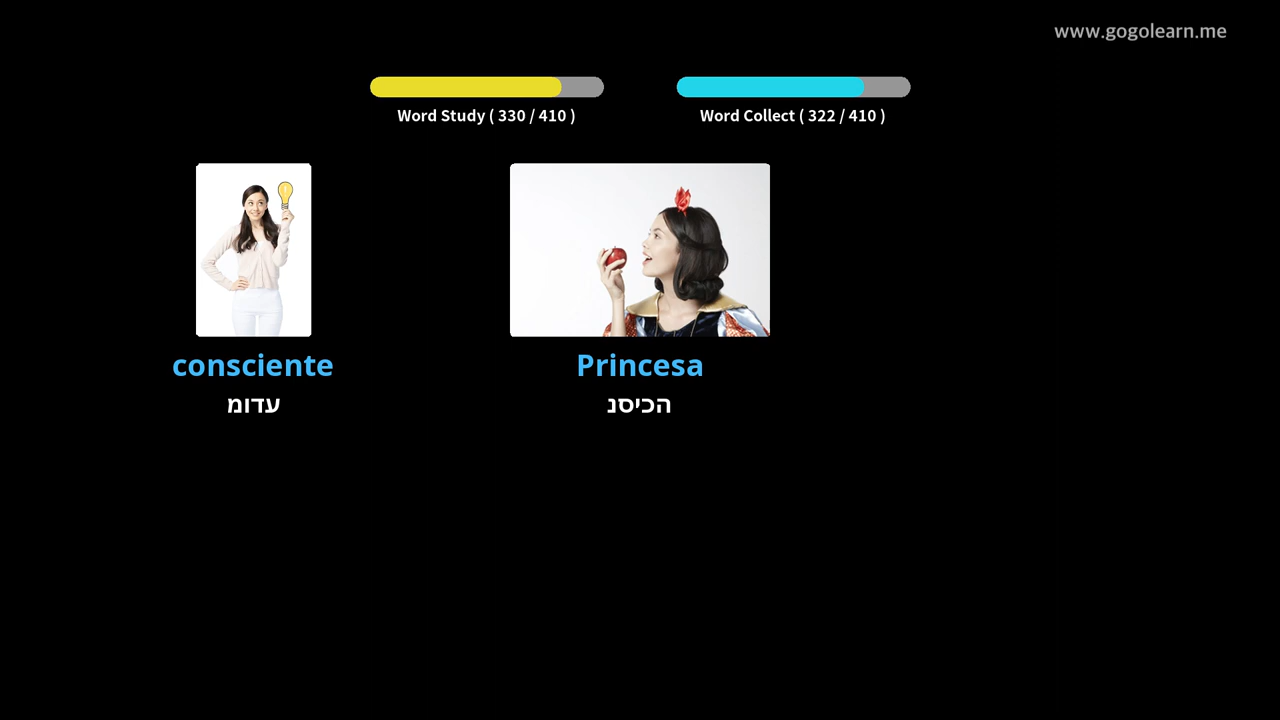 www.gogolearn.me
Word Study ( 330 / 410 )
Word Collect ( 322 / 410 )
consciente
עדומ
Princesa
הכיסנ